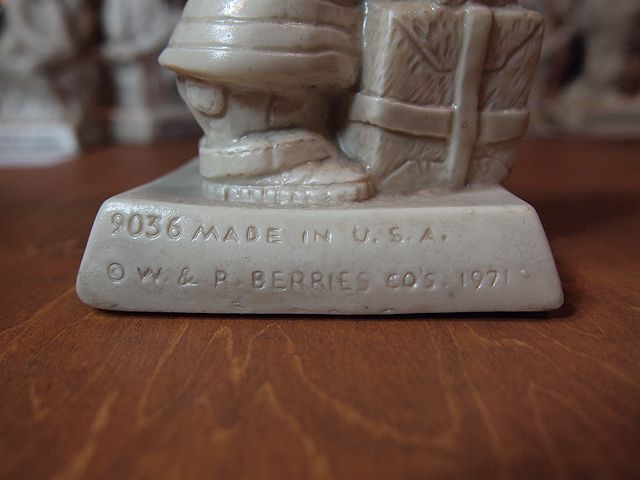 9036 MADE IN U.S.A.
© W. & R. BERRIES CO'S. 1971